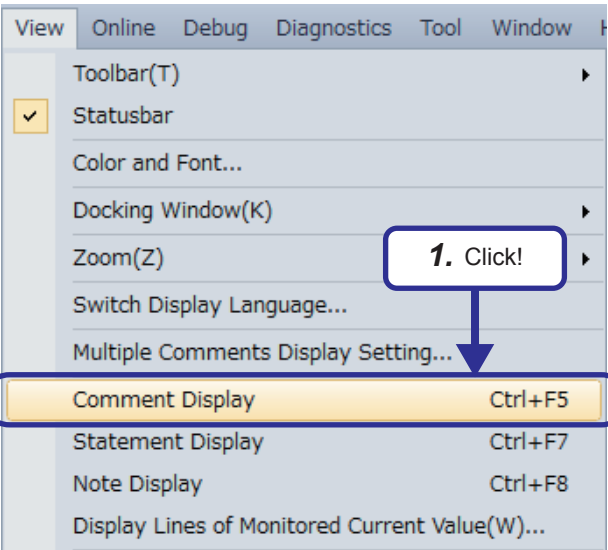 View Online Debug Diagnostics Tool Window
Toolbar(T)
Statusbar
Color and Font...
Docking Window(K)
Zoom(Z)
1. Click!
Switch Display Language...
Multiple Comments Display Setting...
Comment Display Ctrl+F5
Statement Display Ctrl+F7
Note Display Ctrl+F8
Display Lines of Monitored Current Value(W)...